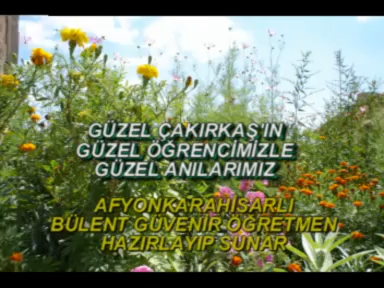 GÜZEL ÇAKIRKAŞ'IN
GÜZEL ÖĞRENCİMİZLE
GÜZEL ANILARIMIZ
AFYONKARAHİSARLI
BÜLENT GÜVENİR ÖĞRETMEN
HAZIRLAYIP SUNAR